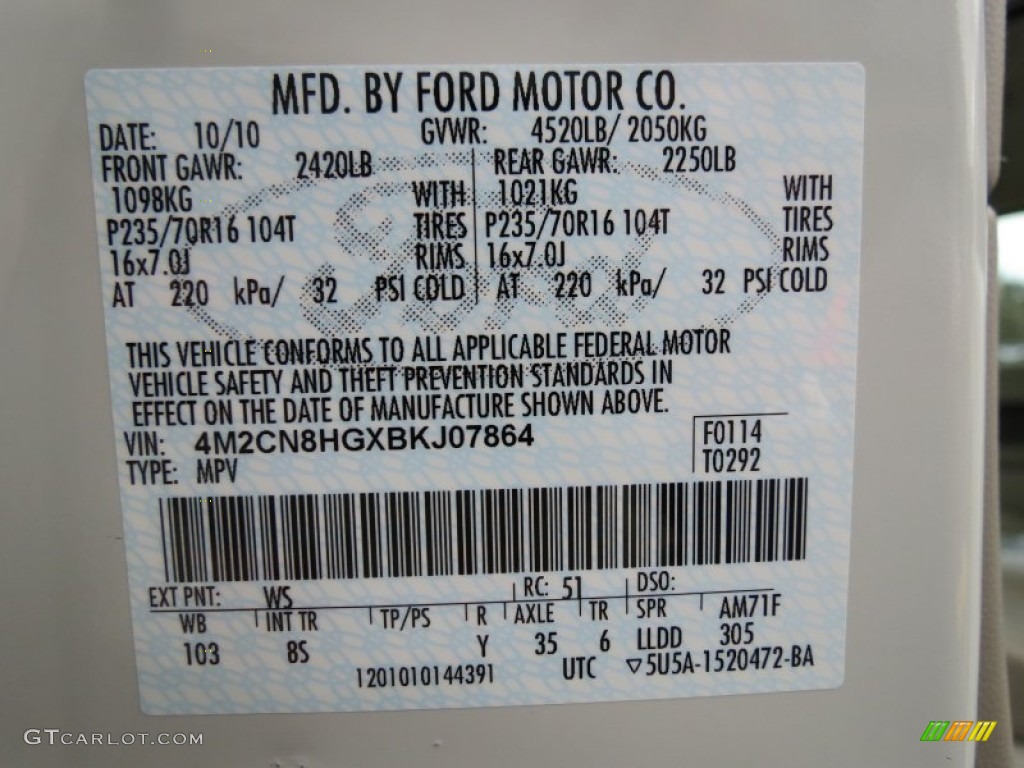 MFD. BY FORD MOTOR CO.
DATE: 10/10 GVWR: 4520LB/ 2050KG
FRONT GAWR: 2420LB REAR GAWR: 2250LB
1098KG WITH 1021KG WITH
P235/70R16 104T TIRES P235/70R16 104T TIRES
16x7.0J RIMS 16x7.0J RIMS
AT 220 kPa/ 32 PSI COLD AT 220 kPa/ 32 PSI COLD
Ford
THIS VEHICLE CONFORMS TO ALL APPLICABLE FEDERAL MOTOR
VEHICLE SAFETY AND THEFT PREVENTION STANDARDS IN
EFFECT ON THE DATE OF MANUFACTURE SHOWN ABOVE.
VIN: 4M2CN8HGXBKJ07864 F0114
TYPE: MPV T0292
EXT PNT: WS RC: 51 DSO:
WB INT TR TP/PS R AXLE TR SPR AM71F
103 8S Y 35 6 LLDD 305
1201010144391 UTC ▽5U5A-1520472-BA
GTCARLOT.COM